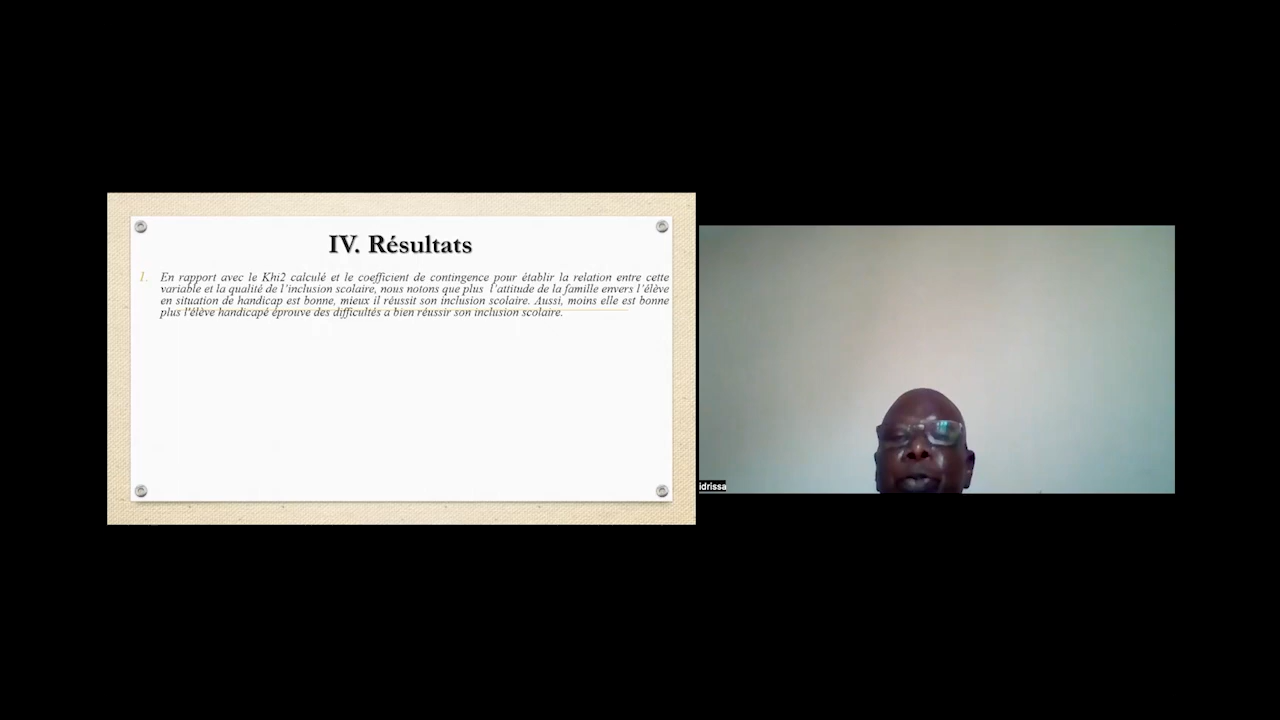 IV. Résultats
1. En rapport avec le Khi2 calculé et le coefficient de contingence pour établir la relation entre cette
variable et la qualité de l'inclusion scolaire, nous notons que plus l'attitude de la famille envers l'élève
en situation de handicap est bonne, mieux il réussit son inclusion scolaire. Aussi, moins elle est bonne
plus l'élève handicapé éprouve des difficultés a bien réussir son inclusion scolaire.
idrissa